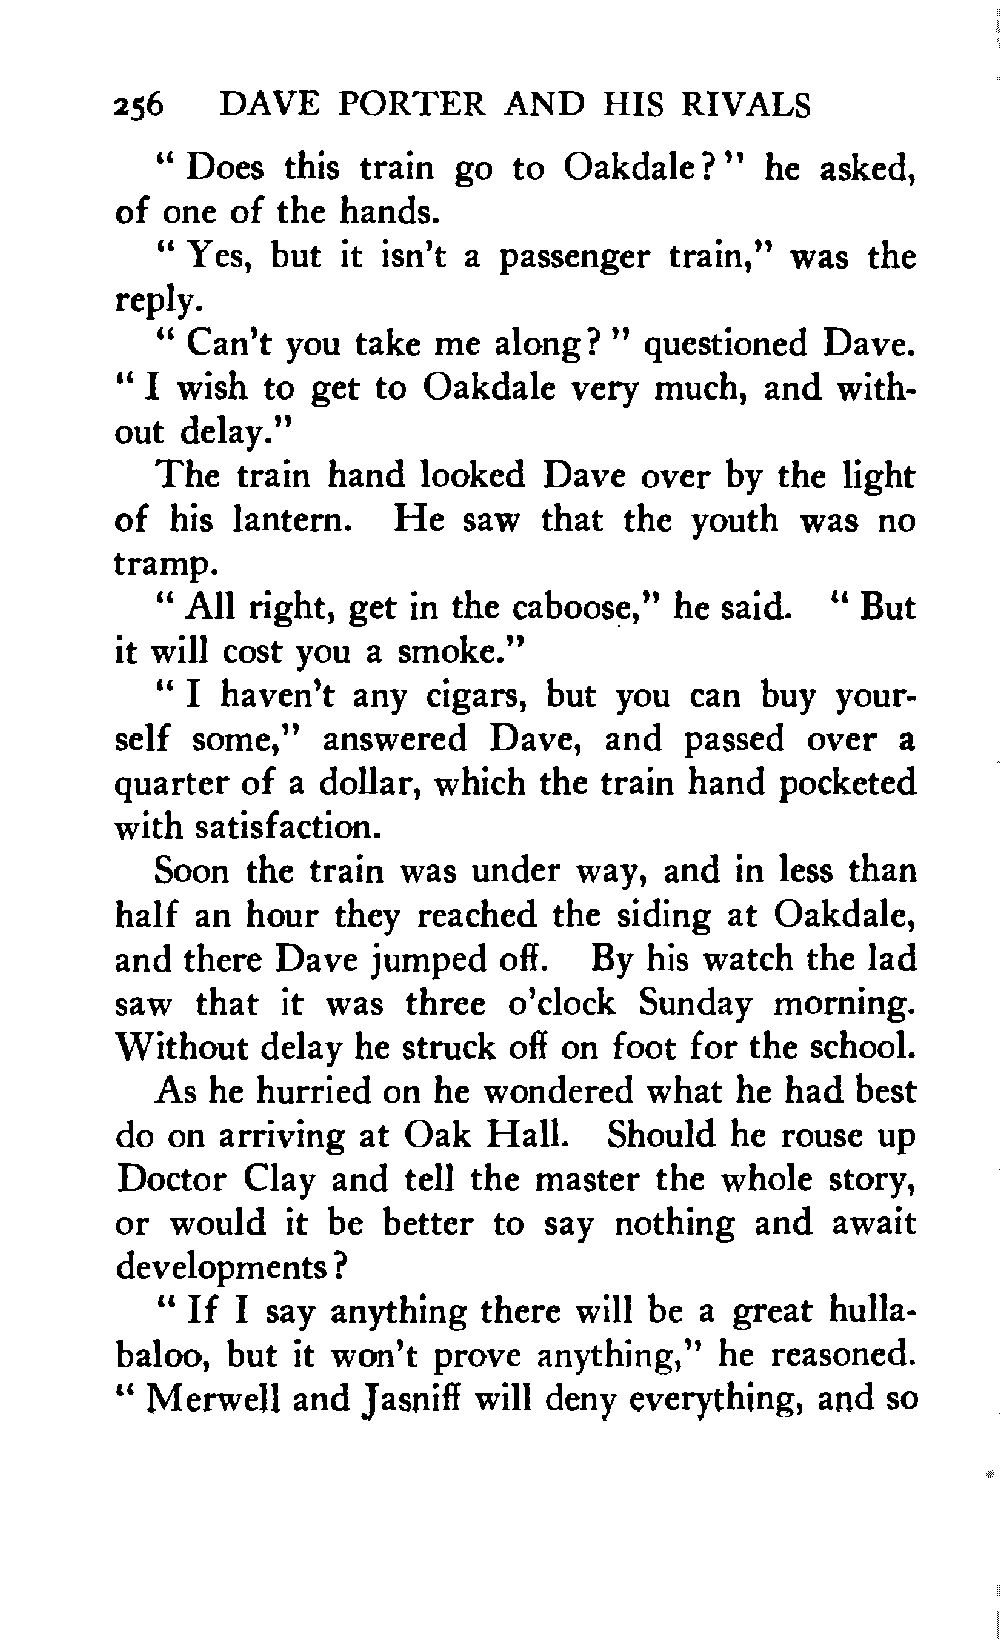 256 DAVE PORTER AND HIS RIVALS
" Does this train go to Oakdale?" he asked,
of one of the hands.
" Yes, but it isn't a passenger train," was the
reply.
" Can't you take me along? " questioned Dave.
" I wish to get to Oakdale very much, and with-
out delay."
The train hand looked Dave over by the light
of his lantern. He saw that the youth was no
tramp.
" All right, get in the caboose," he said. " But
it will cost you a smoke."
" I haven't any cigars, but you can buy your-
self some," answered Dave, and passed over a
quarter of a dollar, which the train hand pocketed
with satisfaction.
Soon the train was under way, and in less than
half an hour they reached the siding at Oakdale,
and there Dave jumped off. By his watch the lad
saw that it was three o'clock Sunday morning.
Without delay he struck off on foot for the school.
As he hurried on he wondered what he had best
do on arriving at Oak Hall. Should he rouse up
Doctor Clay and tell the master the whole story,
or would it be better to say nothing and await
developments?
" If I say anything there will be a great hulla-
baloo, but it won't prove anything," he reasoned.
" Merwell and Jasniff will deny everything, and so